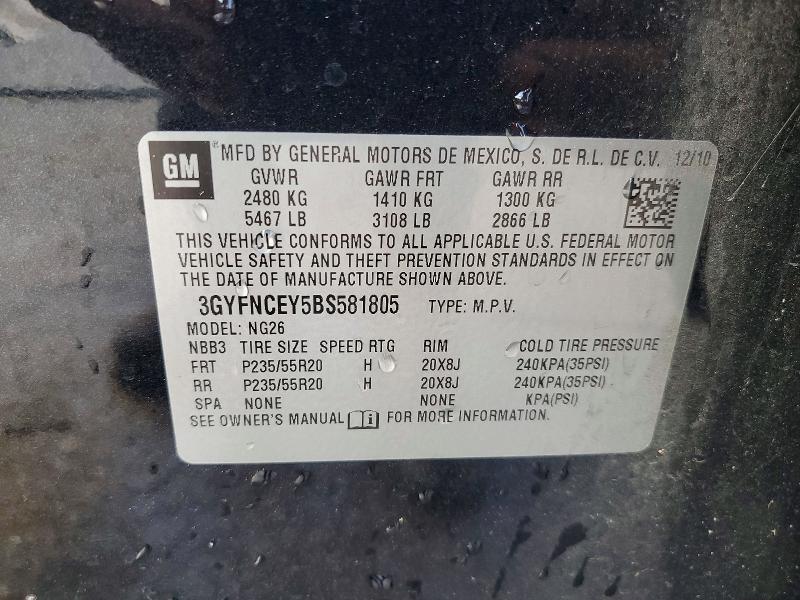 GM ® MFD BY GENERAL MOTORS DE MEXICO, S. DE R.L. DE C.V. 12/10
GVWR GAWR FRT GAWR RR
2480 KG 1410 KG 1300 KG
5467 LB 3108 LB 2866 LB
THIS VEHICLE CONFORMS TO ALL APPLICABLE U.S. FEDERAL MOTOR
VEHICLE SAFETY AND THEFT PREVENTION STANDARDS IN EFFECT ON
THE DATE OF MANUFACTURE SHOWN ABOVE.
3GYFNCEY5BS581805 TYPE: M.P.V.
MODEL: NG26
NBB3 TIRE SIZE SPEED RTG RIM COLD TIRE PRESSURE
FRT P235/55R20 H 20X8J 240KPA(35PSI)
RR P235/55R20 H 20X8J 240KPA(35PSI)
SPA NONE NONE KPA(PSI)
SEE OWNER'S MANUAL i FOR MORE INFORMATION.